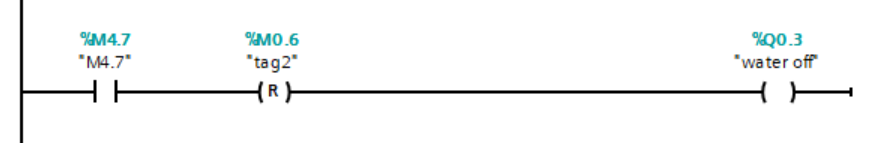 %M4.7 %M0.6 %Q0.3
"M4.7" "tag2" "water off"
R